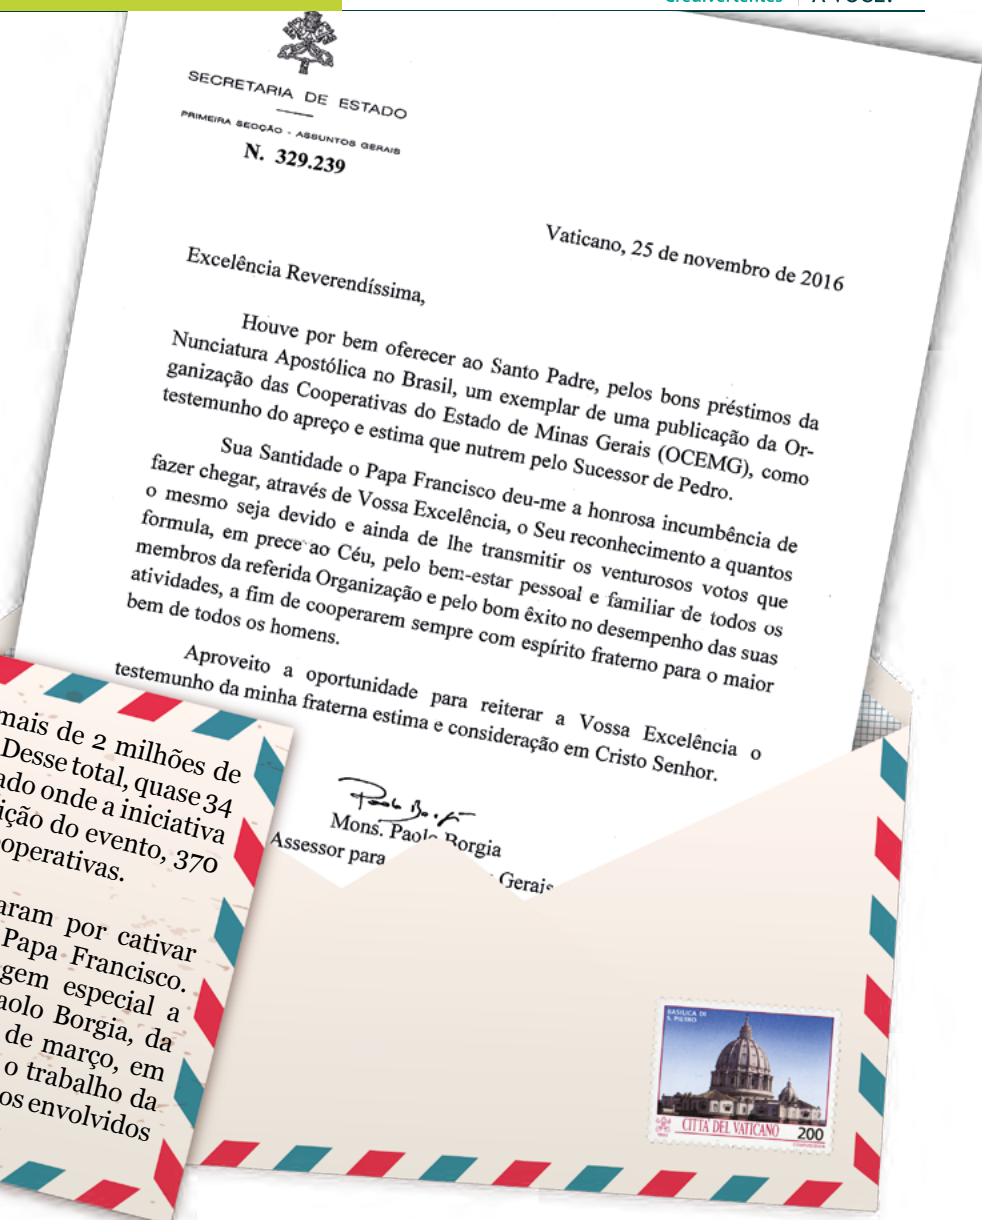 Credivertentes | A VOCÊ!
SECRETARIA DE ESTADO
PRIMEIRA SECÇÃO - ASSUNTOS GERAIS
N. 329.239
Vaticano, 25 de novembro de 2016
Excelência Reverendíssima,
Houve por bem oferecer ao Santo Padre, pelos bons préstimos da
Nunciatura Apostólica no Brasil, um exemplar de uma publicação da Or-
ganização das Cooperativas do Estado de Minas Gerais (OCEMG), como
testemunho do apreço e estima que nutrem pelo Sucessor de Pedro.
Sua Santidade o Papa Francisco deu-me a honrosa incumbência de
fazer chegar, através de Vossa Excelência, o Seu reconhecimento a quantos
o mesmo seja devido e ainda de lhe transmitir os venturosos votos que
formula, em prece ao Céu, pelo bem-estar pessoal e familiar de todos os
membros da referida Organização e pelo bom êxito no desempenho das suas
atividades, a fim de cooperarem sempre com espírito fraterno para o maior
bem de todos os homens.
Aproveito a oportunidade para reiterar a Vossa Excelência o
testemunho da minha fraterna estima e consideração em Cristo Senhor.
Paolo Borgia
Mons. Paolo Borgia
Assessor para Gerais
mais de 2 milhões de
Desse total, quase 34
ado onde a iniciativa
ição do evento, 370
operativas.
aram por cativar
Papa Francisco.
gem especial a
aolo Borgia, da
de março, em
o trabalho da
os envolvidos
BASILICA DI
S. PIETRO
CITTÀ DEL VATICANO 200